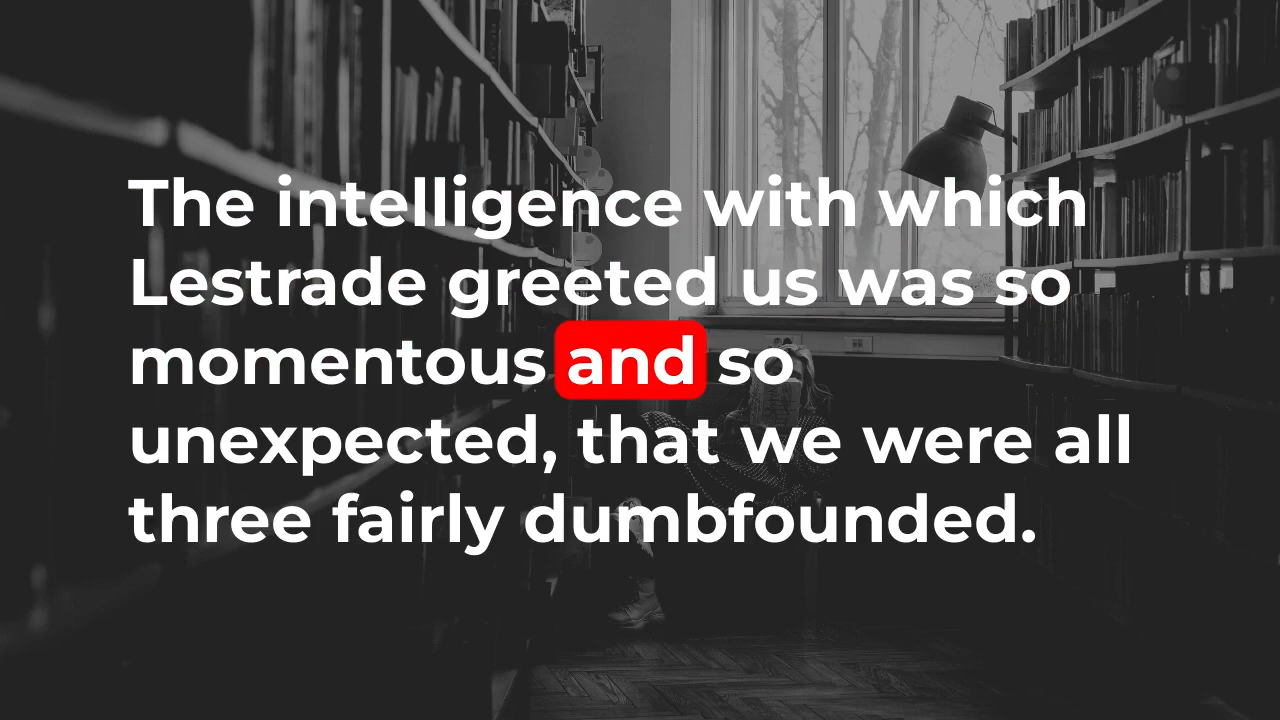 The intelligence with which
Lestrade greeted us was so
momentous and so
unexpected, that we were all
three fairly dumbfounded.